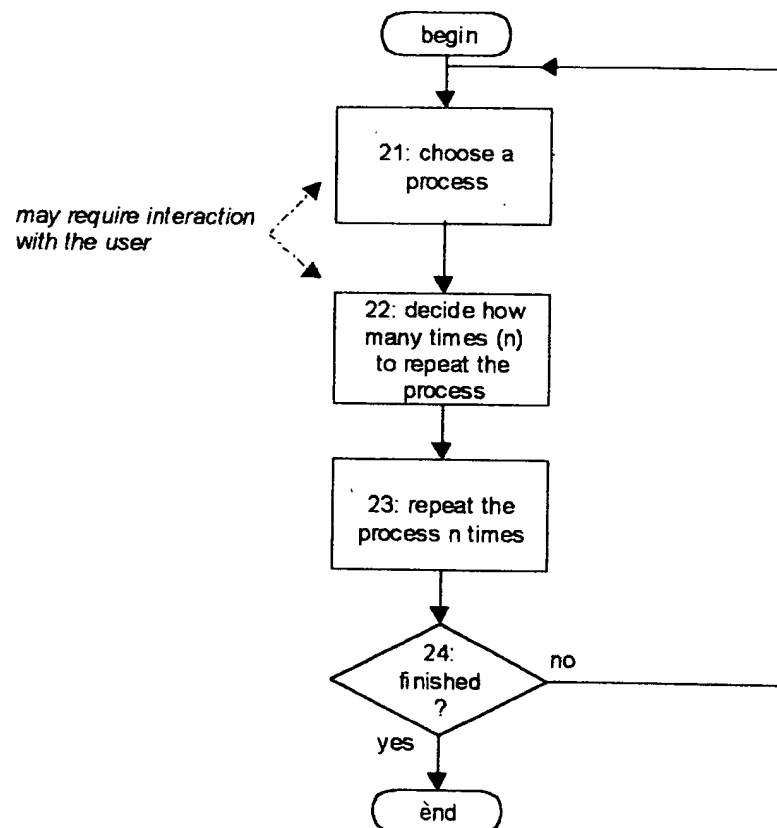 begin
21: choose a
process
may require interaction
with the user
22: decide how
many times (n)
to repeat the
process
23: repeat the
process n times
24:
finished
?
no
yes
ènd